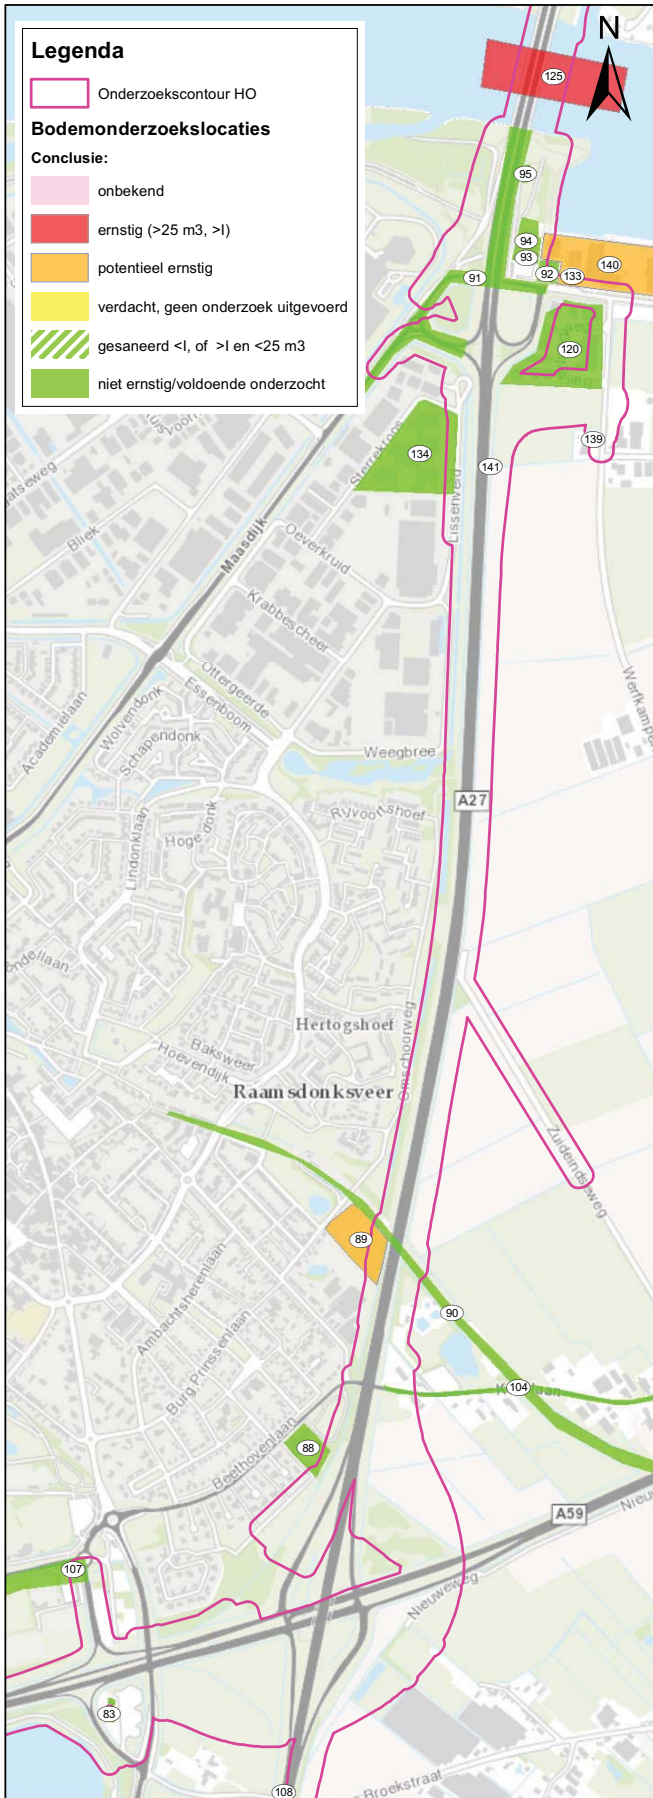 Legenda
Onderzoekscontour HO
Bodemonderzoekslocaties
Conclusie:
onbekend
ernstig (>25 m3, >I)
potentieel ernstig
verdacht, geen onderzoek uitgevoerd
gesaneerd <I, of >I en <25 m3
niet ernstig/voldoende onderzocht
N
125
95
94
93
92
133
140
91
120
139
134
141
Sterrekroos
Lissenveld
Bliek
Maasdijk
Oeverkruid
Krabbescheer
Ottergeerde
Essenboom
Academielaan
Wolvendonk
Schapendonk
Weegbree
Werfkampen
A27
Lindonklaan
Hoge donk
Hertogshoef
Baksweer
Hoevendijk
Omschoorweg
Raamsdonksveer
Zuideindseweg
89
90
Ambachtsherenlaan
Burg Prinssenlaan
104
Beethovenlaan
88
A59
107
Nieuweweg
83
108
Broekstraat